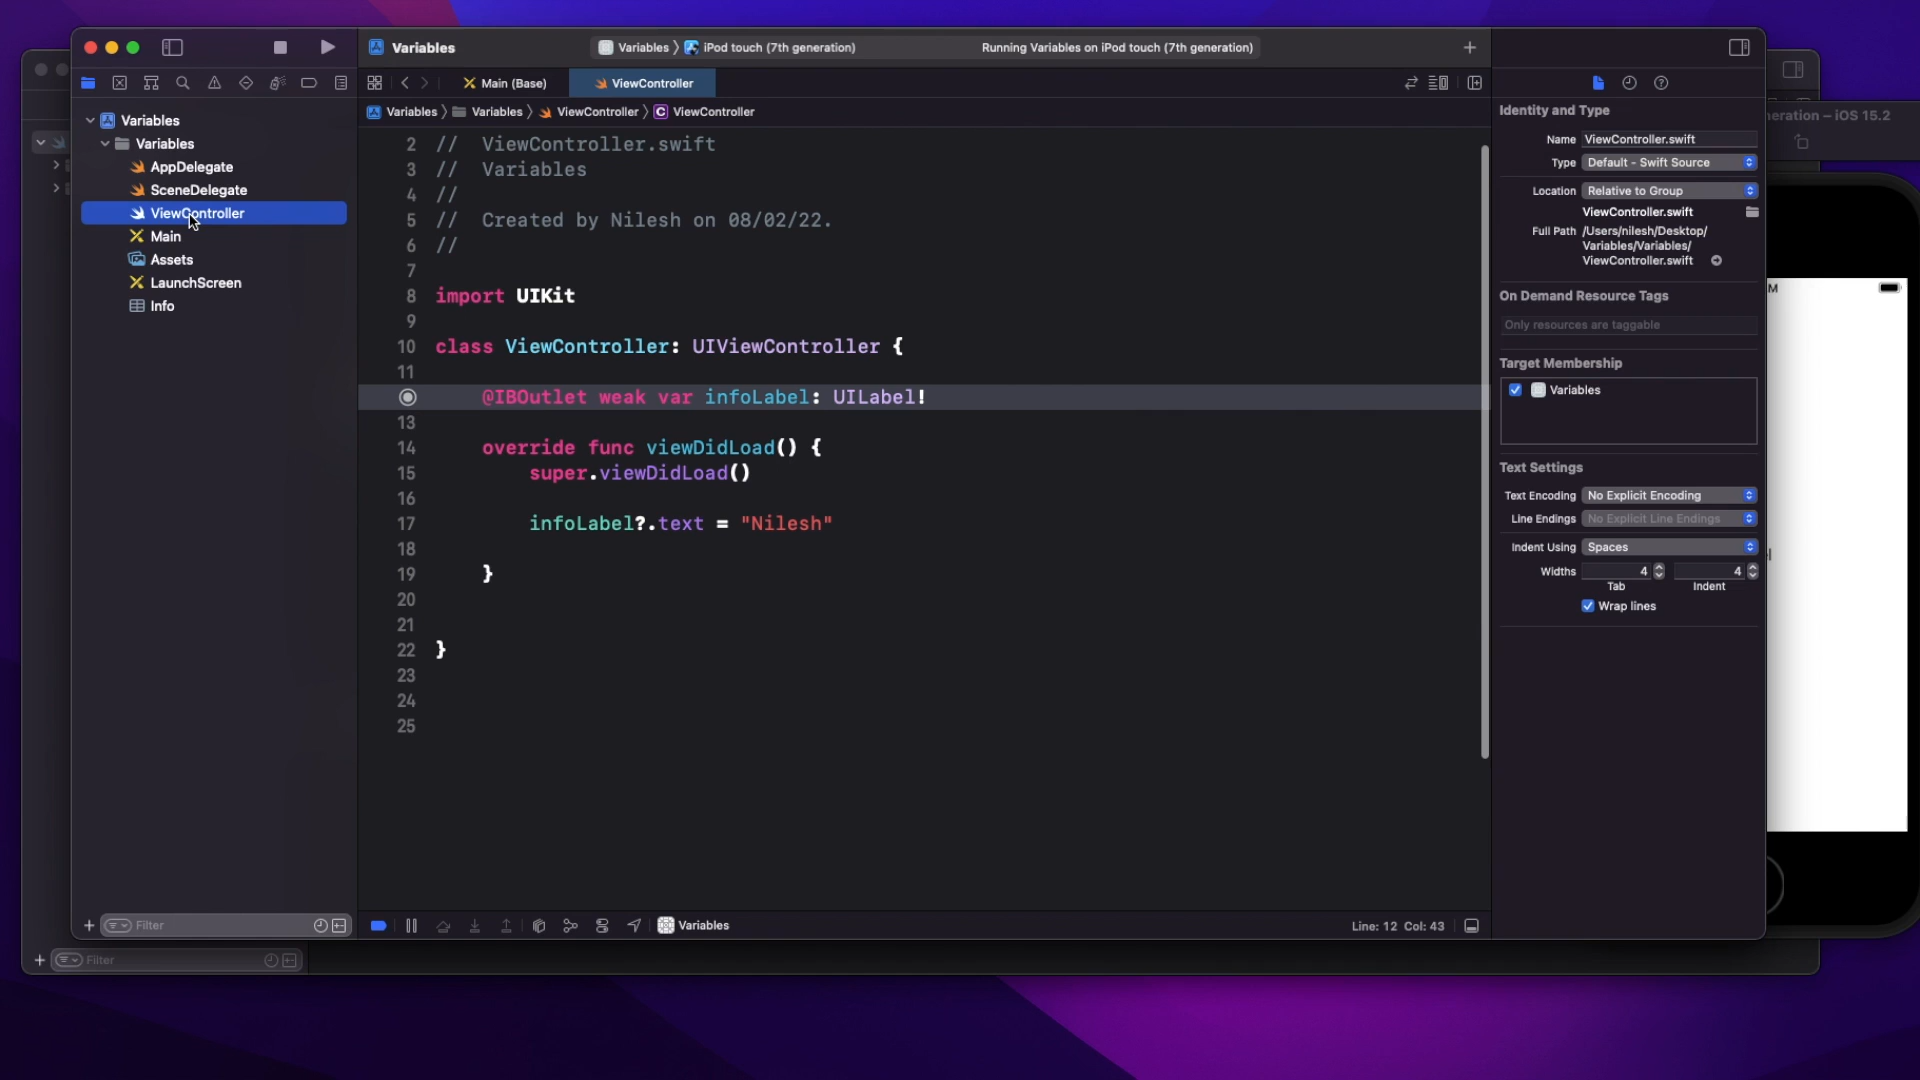 Variables
Variables
iPod touch (7th generation)
Running Variables on iPod touch (7th generation)
Main (Base)
ViewController
Variables
Variables
ViewController
ViewController
Variables
Variables
AppDelegate
SceneDelegate
ViewController
Main
Assets
LaunchScreen
Info
2 // ViewController.swift
3 // Variables
4 //
5 // Created by Nilesh on 08/02/22.
6 //
7
8 import UIKit
9
10 class ViewController: UIViewController {
11
@IBOutlet weak var infoLabel: UILabel!
13
14 override func viewDidLoad() {
15 super.viewDidLoad()
16
17 infoLabel?.text = "Nilesh"
18
19 }
20
21
22 }
23
24
25
Identity and Type
Name ViewController.swift
Type Default - Swift Source
Location Relative to Group
ViewController.swift
Full Path /Users/nilesh/Desktop/
Variables/Variables/
ViewController.swift
On Demand Resource Tags
Only resources are taggable
Target Membership
Variables
Text Settings
Text Encoding No Explicit Encoding
Line Endings No Explicit Line Endings
Indent Using Spaces
Widths 4 4
Tab Indent
Wrap lines
eration – iOS 15.2
M
Filter
Variables
Line: 12 Col: 43
Filter